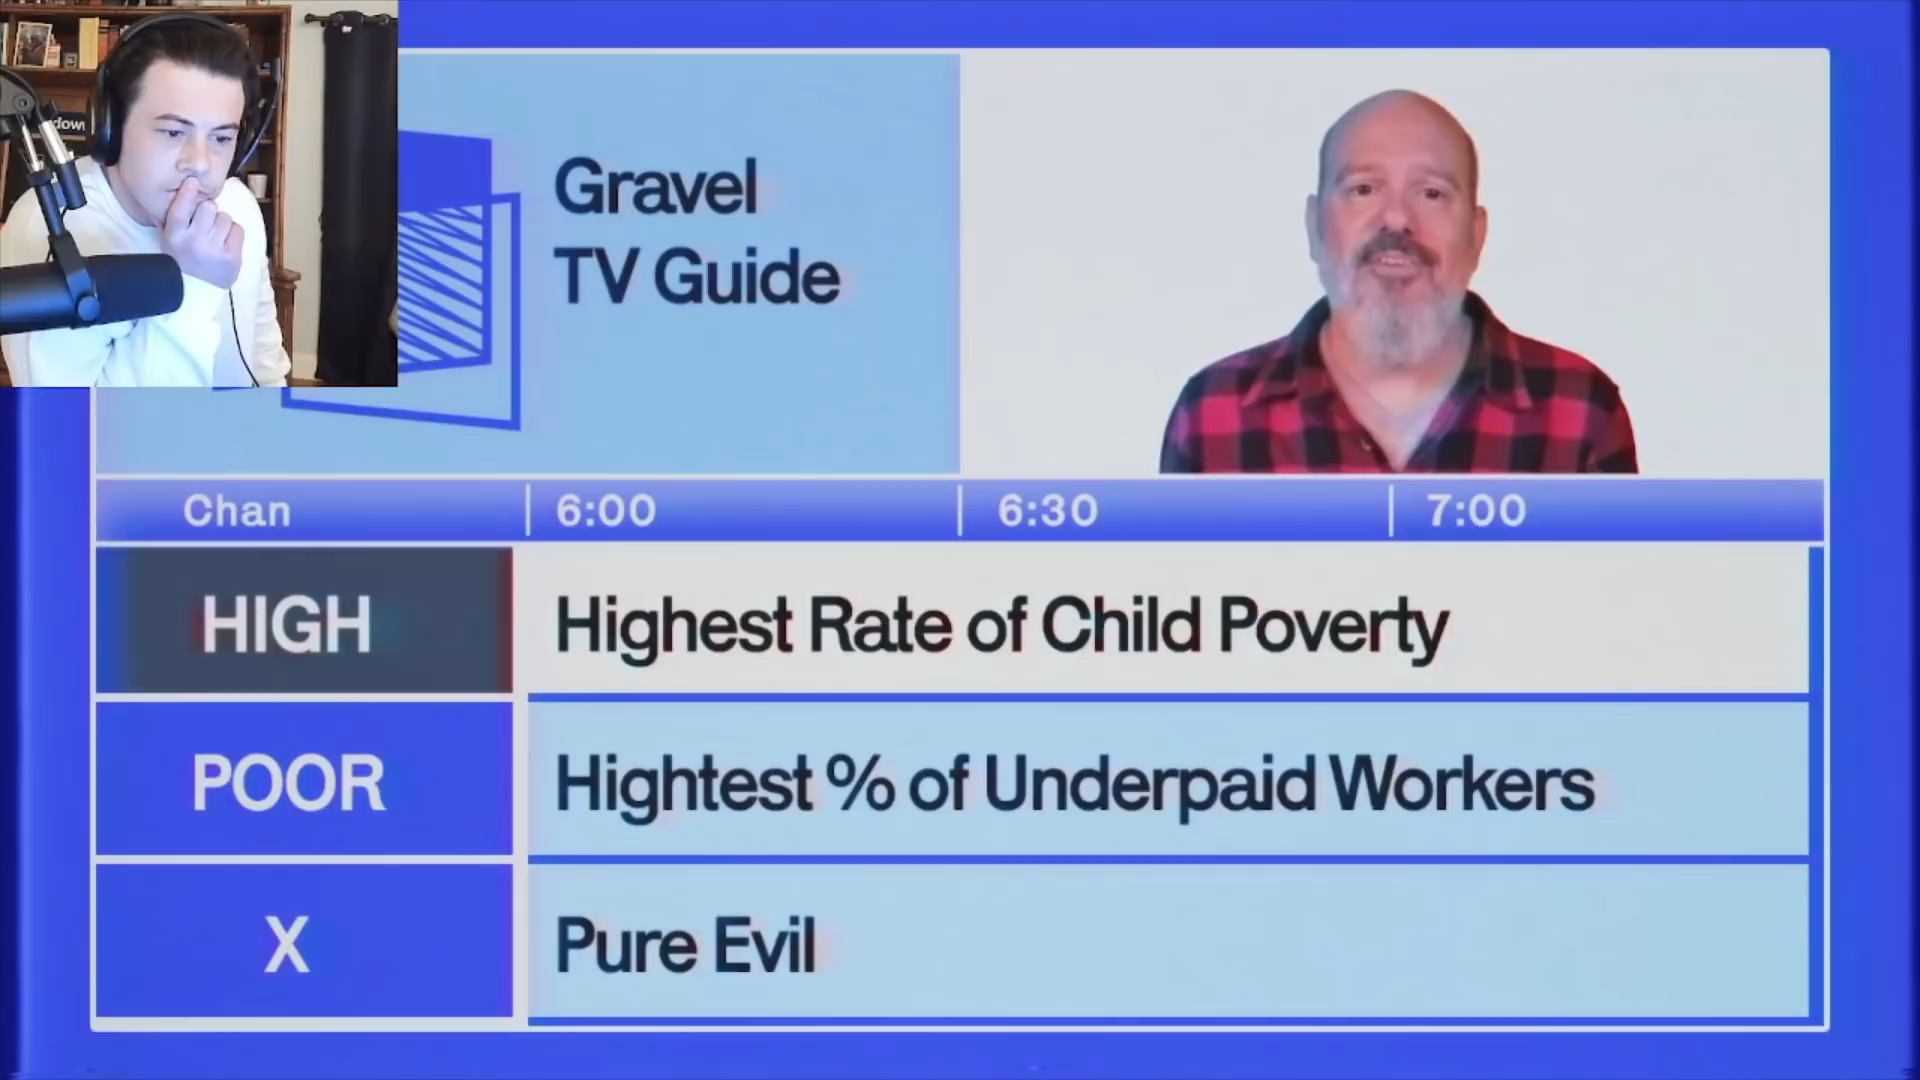 dow
Gravel
TV Guide
Chan 6:00 6:30 7:00
HIGH Highest Rate of Child Poverty
POOR Hightest % of Underpaid Workers
X Pure Evil